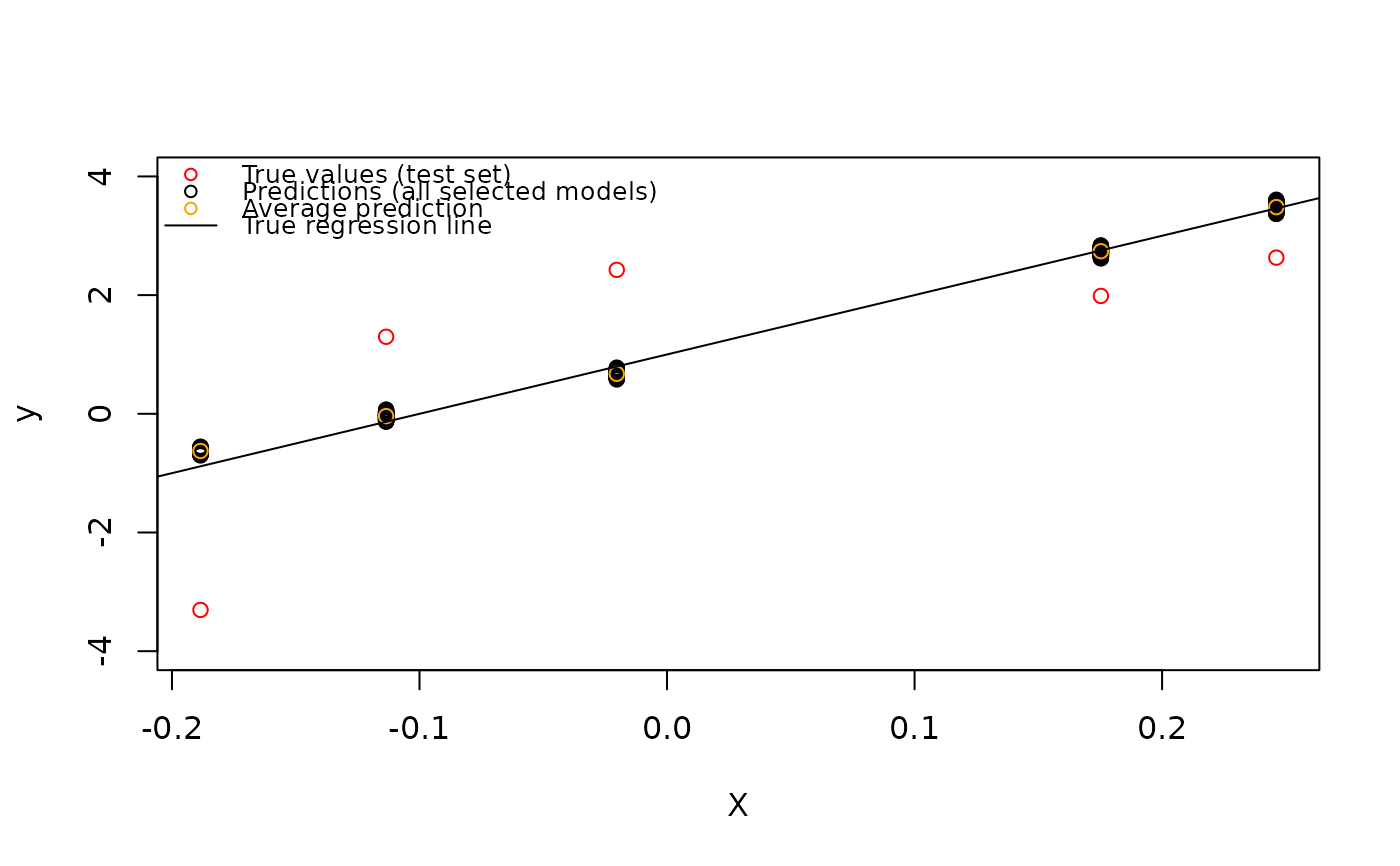 True values (test set)
Predictions (all selected models)
Average prediction
True regression line
4
2
0
-2
-4
y
-0.2 -0.1 0.0 0.1 0.2
X